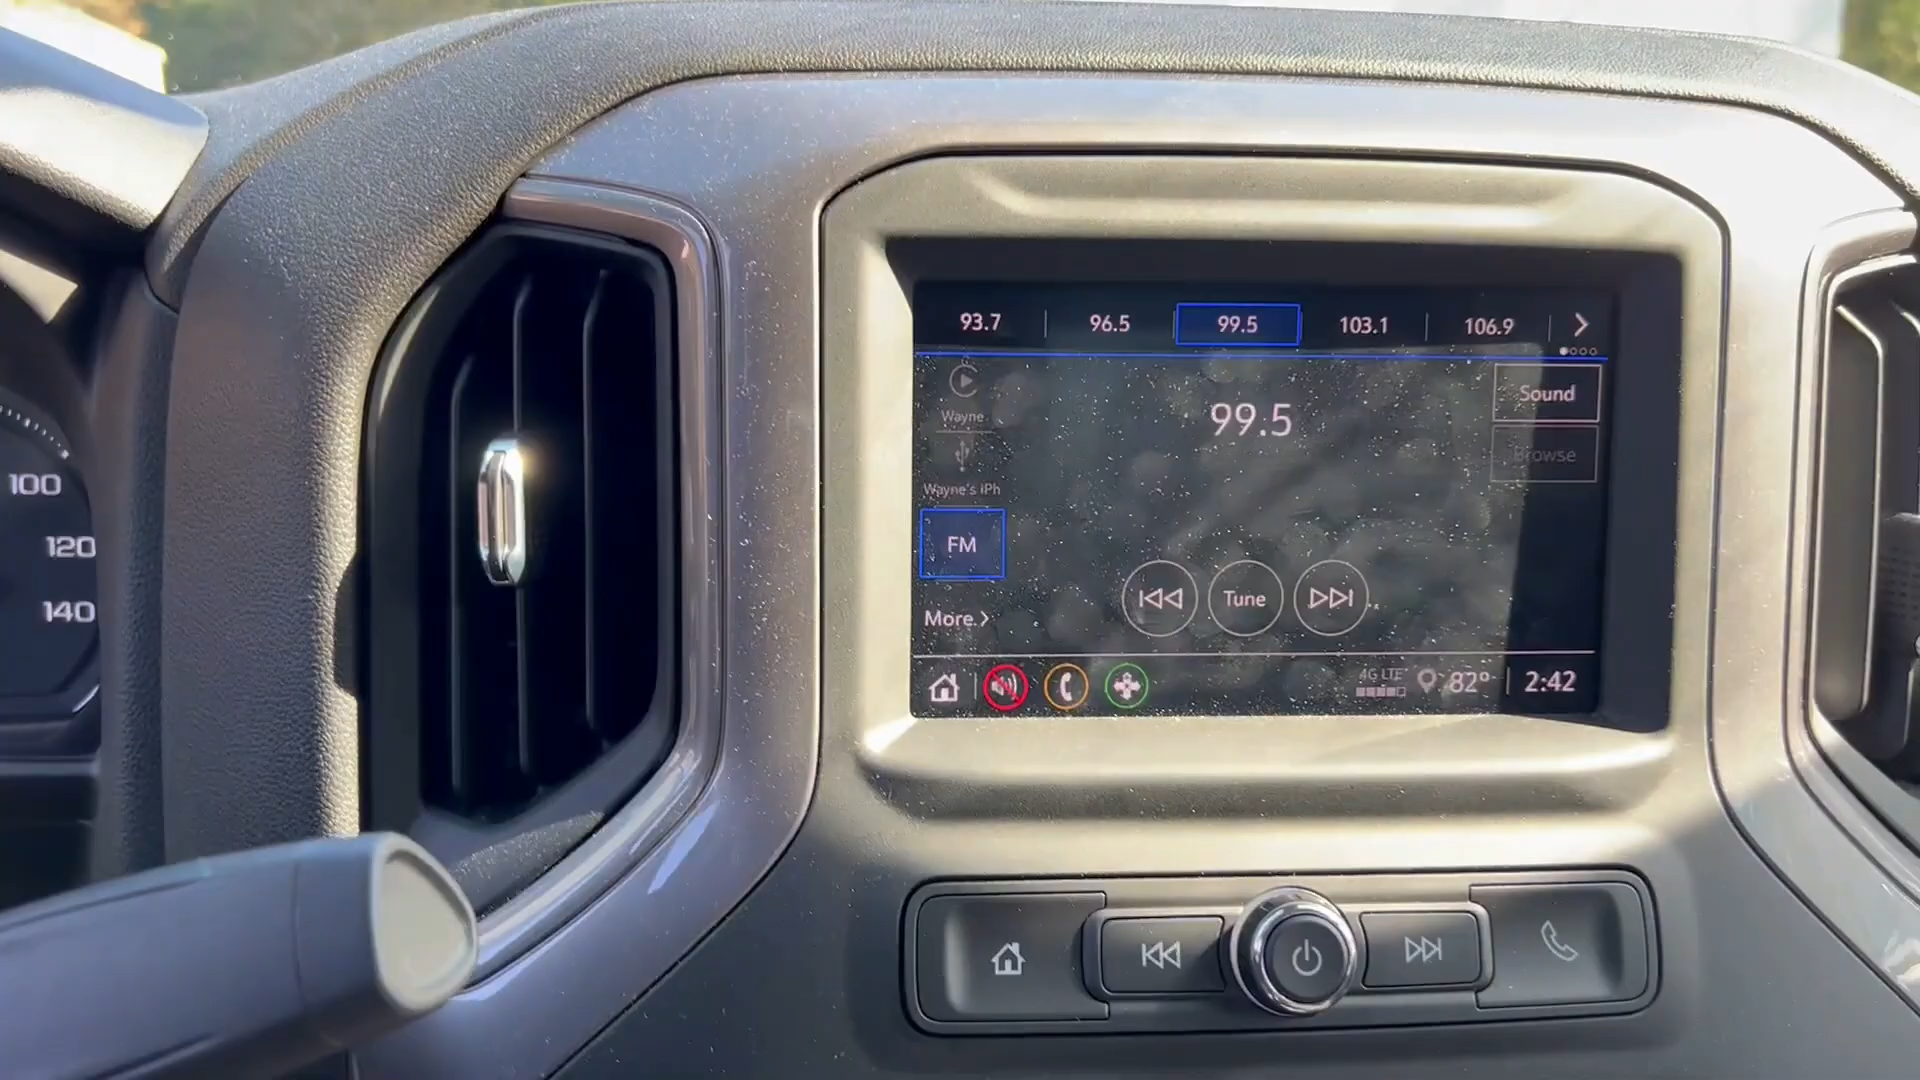 93.7 96.5 99.5 103.1 106.9
Wayne
99.5
Sound
Browse
Wayne's iPh
FM
Tune
More
4G LTE 82° 2:42
100
120
140